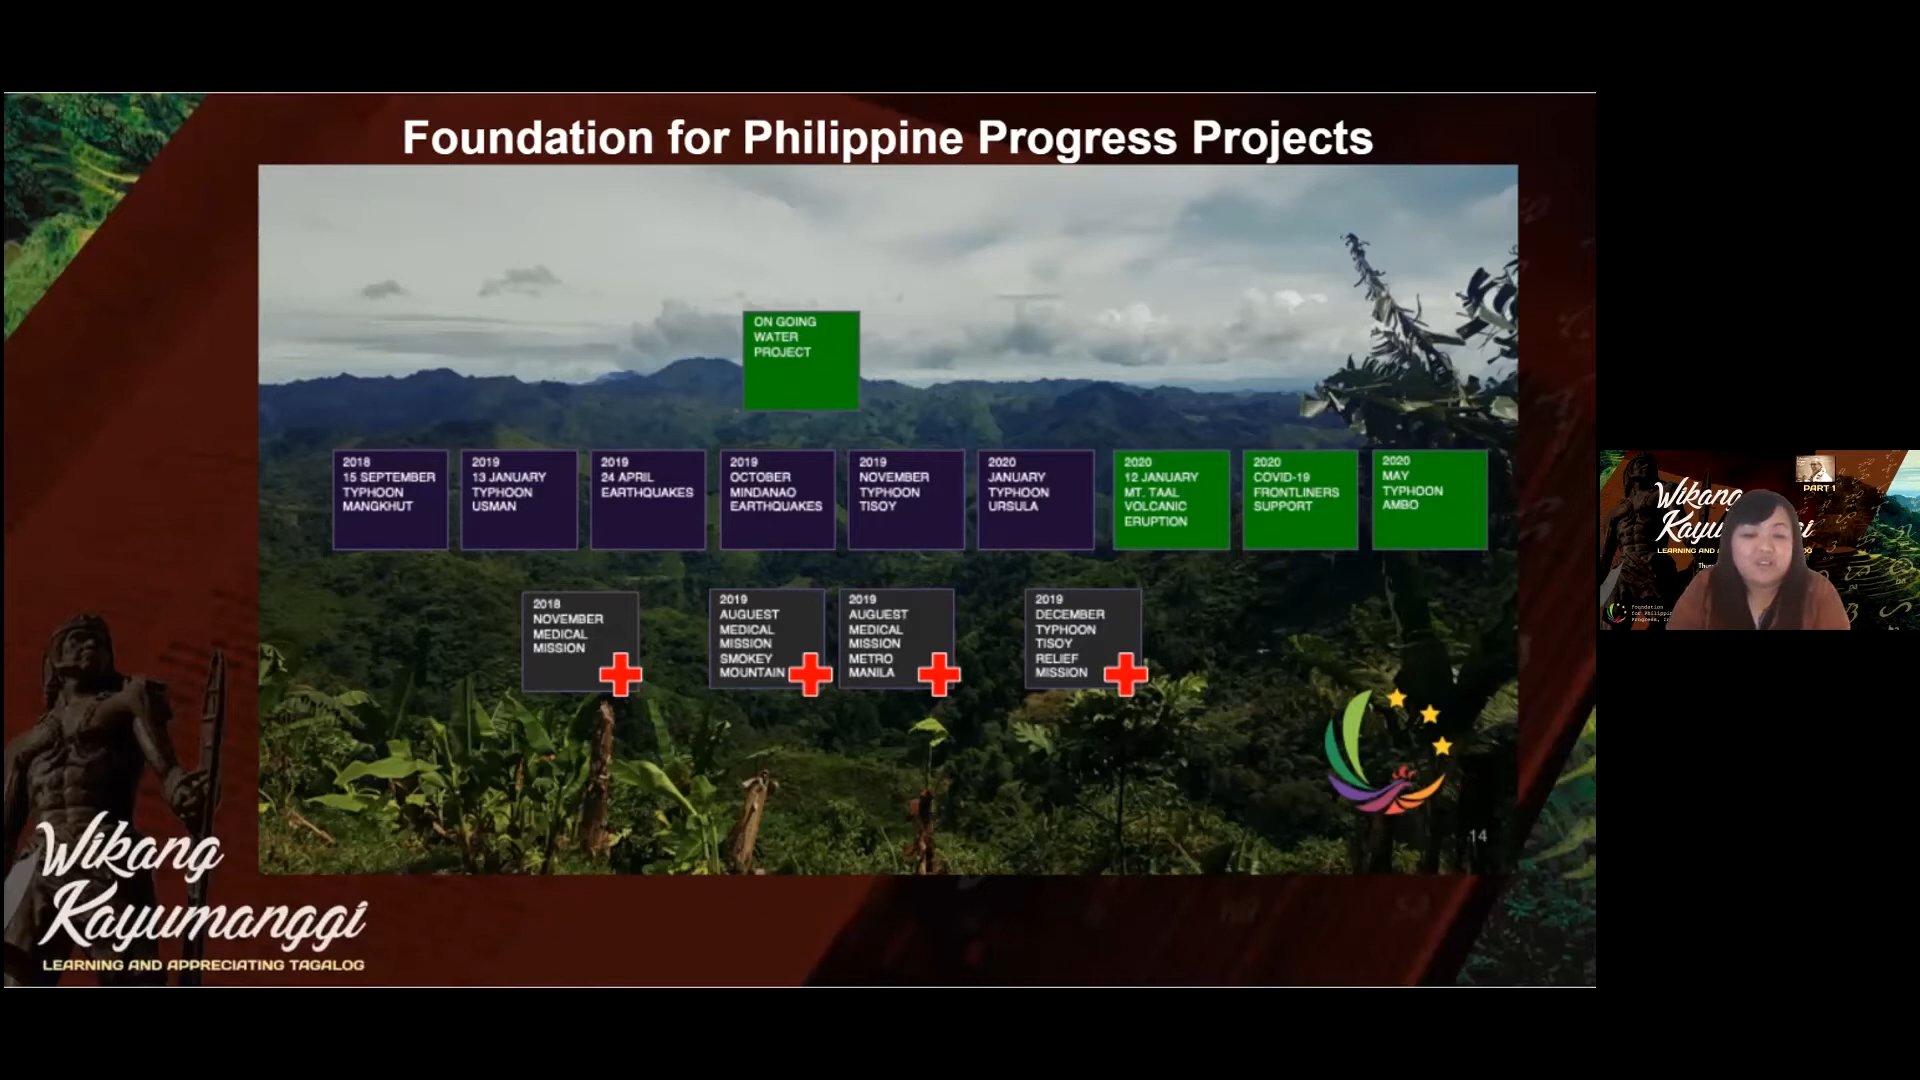 Foundation for Philippine Progress Projects
ON GOING
WATER
PROJECT
2018
15 SEPTEMBER
TYPHOON
MANGKHUT
2019
13 JANUARY
TYPHOON
USMAN
2019
24 APRIL
EARTHQUAKES
2019
OCTOBER
MINDANAO
EARTHQUAKES
2019
NOVEMBER
TYPHOON
TISOY
2020
JANUARY
TYPHOON
URSULA
2020
12 JANUARY
MT. TAAL
VOLCANIC
ERUPTION
2020
COVID-19
FRONTLINERS
SUPPORT
2020
MAY
TYPHOON
AMBO
2018
NOVEMBER
MEDICAL
MISSION
2019
AUGUEST
MEDICAL
MISSION
SMOKEY
MOUNTAIN
2019
AUGUEST
MEDICAL
MISSION
METRO
MANILA
2019
DECEMBER
TYPHOON
TISOY
RELIEF
MISSION
14
Wikang
Kayumanggi
LEARNING AND APPRECIATING TAGALOG
PART 1
Wikang
LEARNING
Foundation